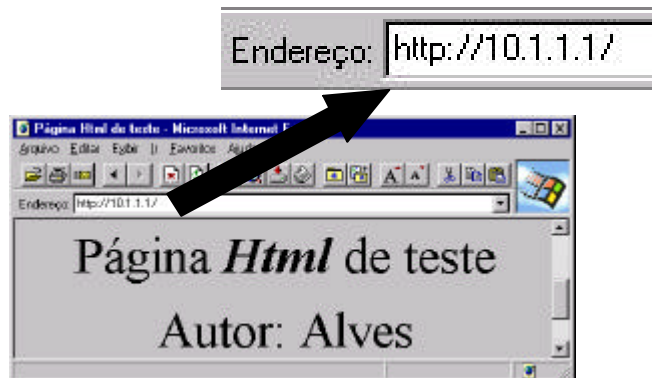 Endereço: http://10.1.1.1/
Página Html de teste - Microsoft Internet
Arquivo Editar Exibir Ir Favoritos
Endereço: http://10.1.1.1/
Página Html de teste
Autor: Alves